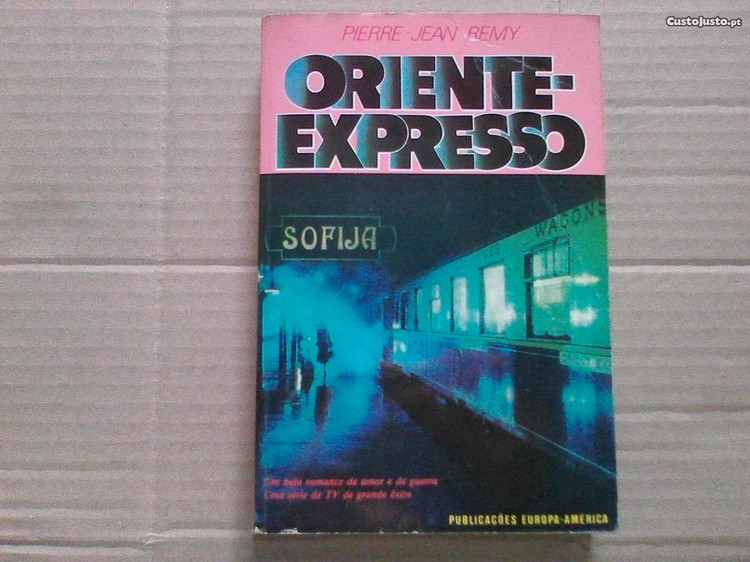 CustoJusto.pt
PIERRE-JEAN REMY
ORIENTE-
EXPRESSO
WAGONS
SOFIJA
Um belo romance de amor e de guerra
Uma série de TV de grande êxito
PUBLICAÇÕES EUROPA-AMÉRICA